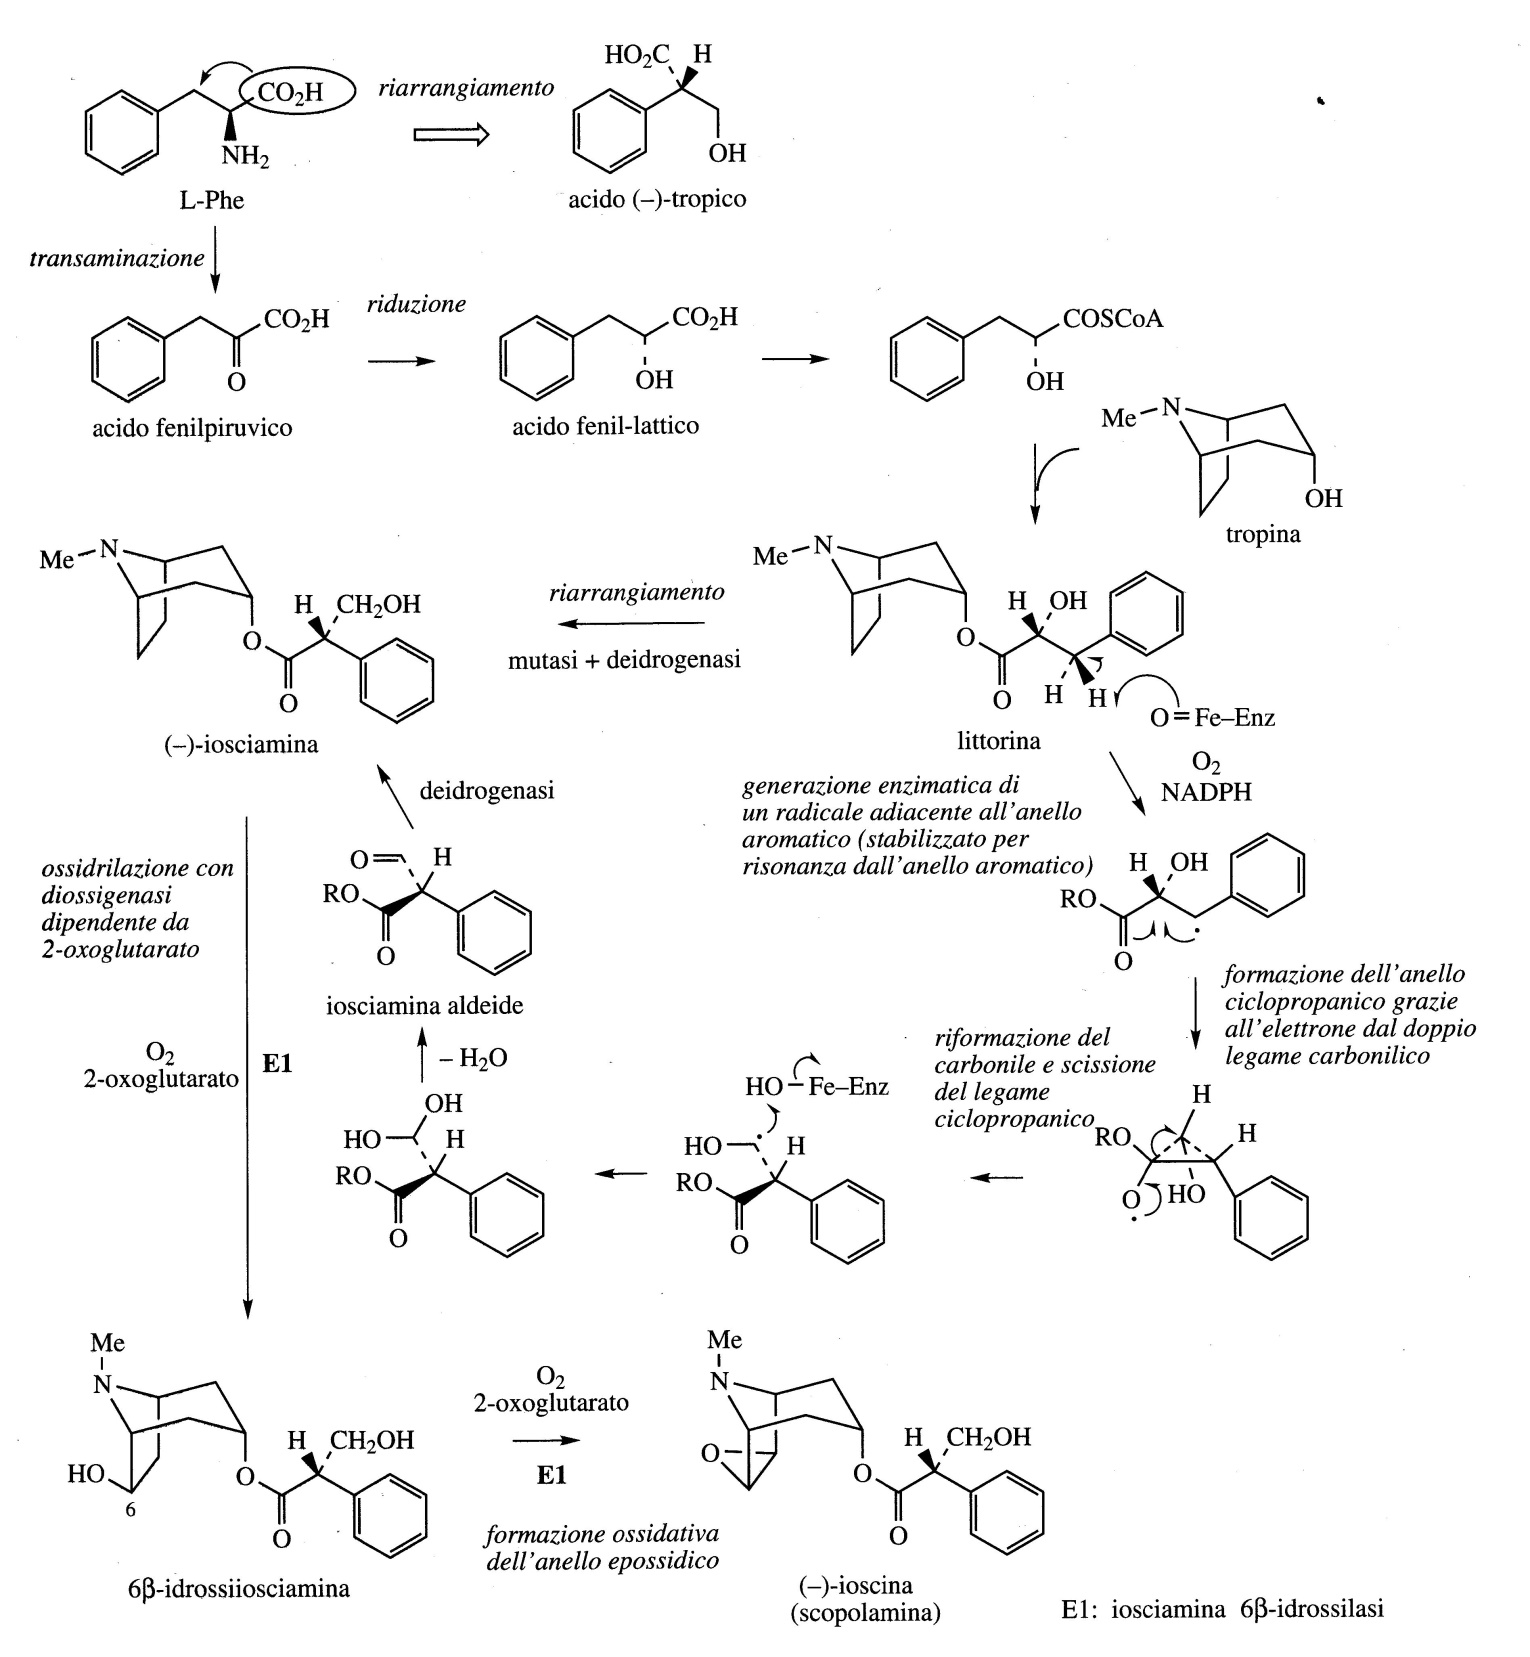 CO₂H
NH₂
L-Phe
riarrangiamento
HO₂C H
OH
acido (–)-tropico
transaminazione
CO₂H
O
acido fenilpiruvico
riduzione
CO₂H
OH
acido fenil-lattico
COSCoA
OH
Me N
OH
tropina
Me N
H CH₂OH
O
O
(–)-iosciamina
riarrangiamento
mutasi + deidrogenasi
Me N
H OH
O
O
H H
littorina
O=Fe–Enz
O₂
NADPH
generazione enzimatica di
un radicale adiacente all'anello
aromatico (stabilizzato per
risonanza dall'anello aromatico)
H OH
RO
O
formazione dell'anello
ciclopropanico grazie
all'elettrone dal doppio
legame carbonilico
H
RO H
O HO
riformazione del
carbonile e scissione
del legame
ciclopropanico
HO–Fe–Enz
HO H
RO
O
OH
HO H
RO
O
– H₂O
iosciamina aldeide
O H
RO
O
deidrogenasi
ossidrilazione con
diossigenasi
dipendente da
2-oxoglutarato
O₂
2-oxoglutarato
E1
Me
N
H CH₂OH
HO O
6
O
6β-idrossiiosciamina
O₂
2-oxoglutarato
E1
formazione ossidativa
dell'anello epossidico
Me
N
H CH₂OH
O
O
O
(–)-ioscina
(scopolamina)
E1: iosciamina 6β-idrossilasi